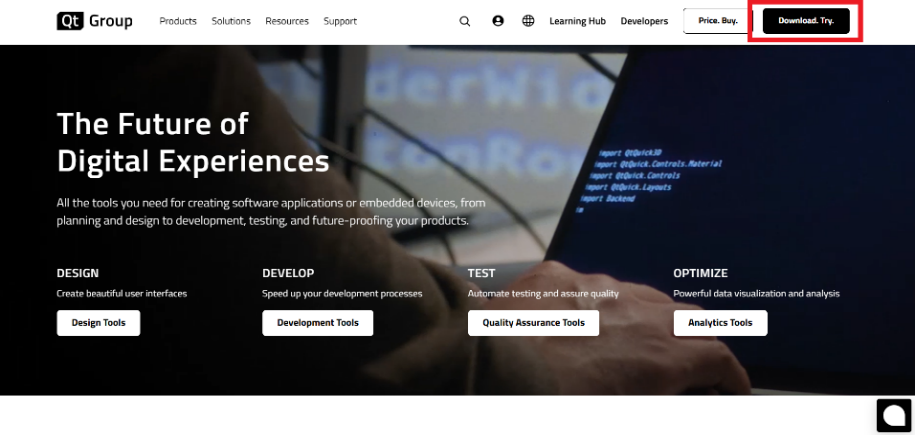 Qt Group
Products Solutions Resources Support Learning Hub Developers Price. Buy. Download. Try.
The Future of
Digital Experiences
All the tools you need for creating software applications or embedded devices, from
planning and design to development, testing, and future-proofing your products.
import QtQuick3D
import QtQuick.Controls.Material
import QtQuick.Controls
import QtQuick.Layouts
import Backend
DESIGN
Create beautiful user interfaces
Design Tools
DEVELOP
Speed up your development processes
Development Tools
TEST
Automate testing and assure quality
Quality Assurance Tools
OPTIMIZE
Powerful data visualization and analysis
Analytics Tools